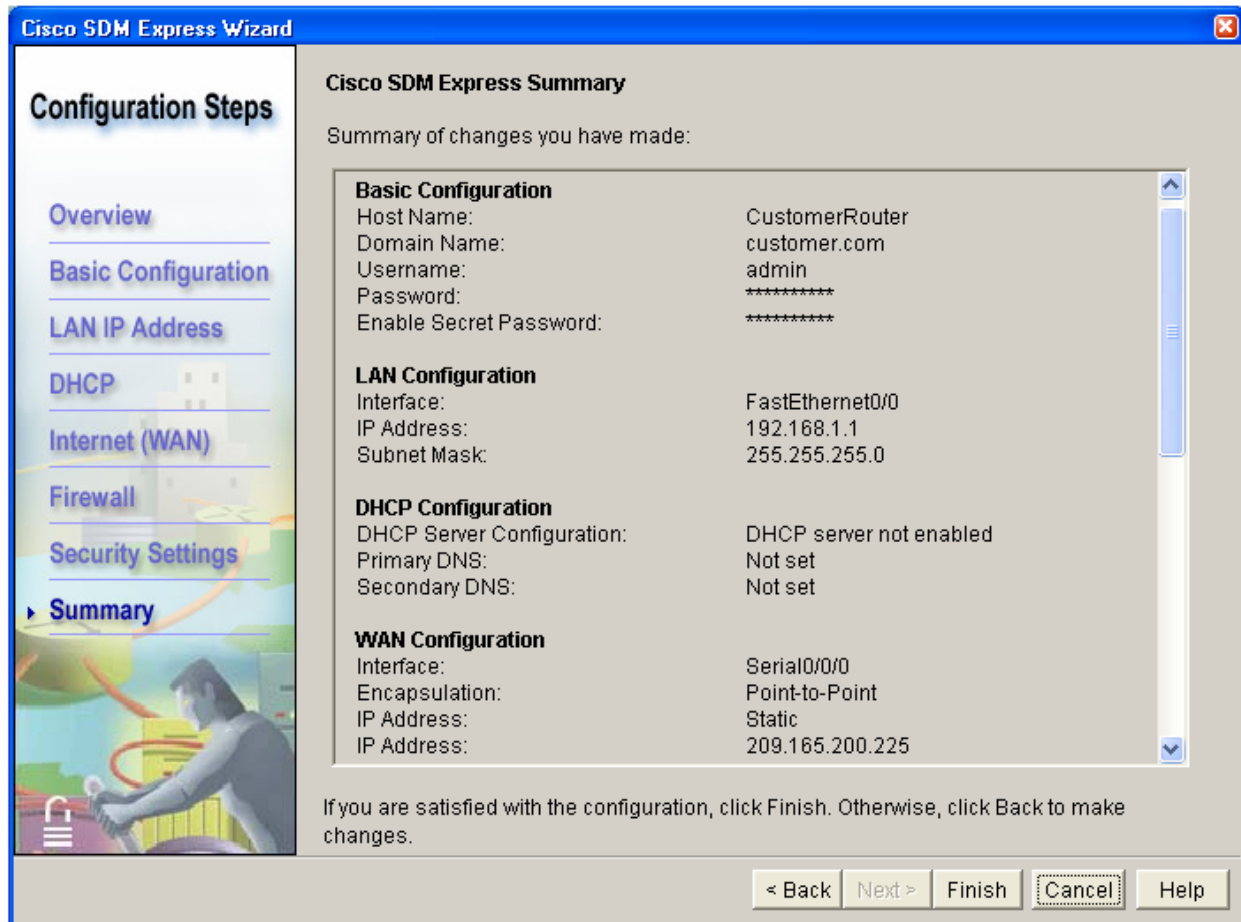 Cisco SDM Express Wizard
Configuration Steps
Overview
Basic Configuration
LAN IP Address
DHCP
Internet (WAN)
Firewall
Security Settings
Summary
Cisco SDM Express Summary
Summary of changes you have made:
Basic Configuration
Host Name: CustomerRouter
Domain Name: customer.com
Username: admin
Password: **********
Enable Secret Password: **********
LAN Configuration
Interface: FastEthernet0/0
IP Address: 192.168.1.1
Subnet Mask: 255.255.255.0
DHCP Configuration
DHCP Server Configuration: DHCP server not enabled
Primary DNS: Not set
Secondary DNS: Not set
WAN Configuration
Interface: Serial0/0/0
Encapsulation: Point-to-Point
IP Address: Static
IP Address: 209.165.200.225
If you are satisfied with the configuration, click Finish. Otherwise, click Back to make
changes.
< Back Next > Finish Cancel Help